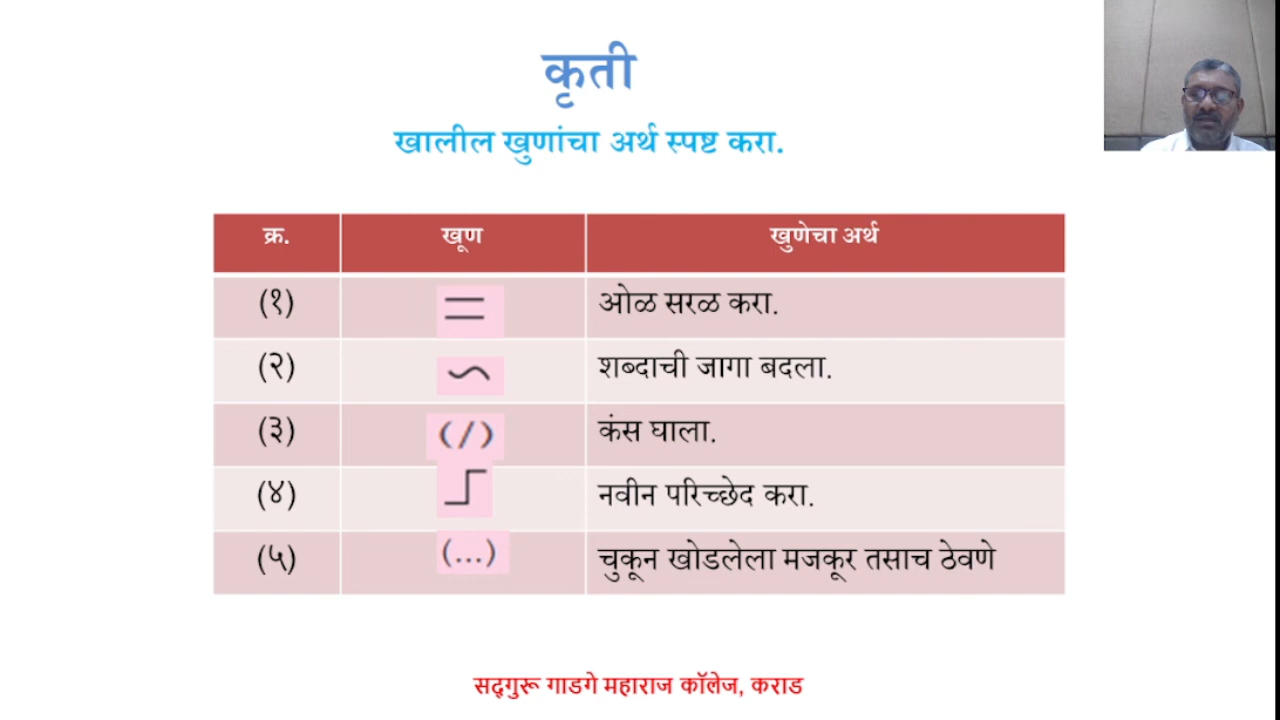 कृती
खालील खुणांचा अर्थ स्पष्ट करा.
क्र. खूण खुणेचा अर्थ
(१) = ओळ सरळ करा.
(२) ∽ शब्दाची जागा बदला.
(३) (/) कंस घाला.
(४) नवीन परिच्छेद करा.
(५) (...) चुकून खोडलेला मजकूर तसाच ठेवणे
सद्गुरू गाडगे महाराज कॉलेज, कराड